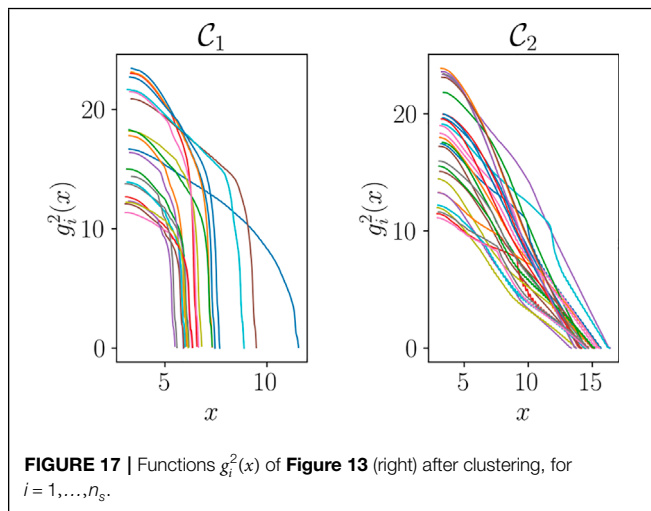 C₁
C₂
20
10
0
g_i^2(x)
5
10
x
20
10
0
g_i^2(x)
5
10
15
x
FIGURE 17 | Functions g_i^2(x) of Figure 13 (right) after clustering, for
i = 1,...,n_s.